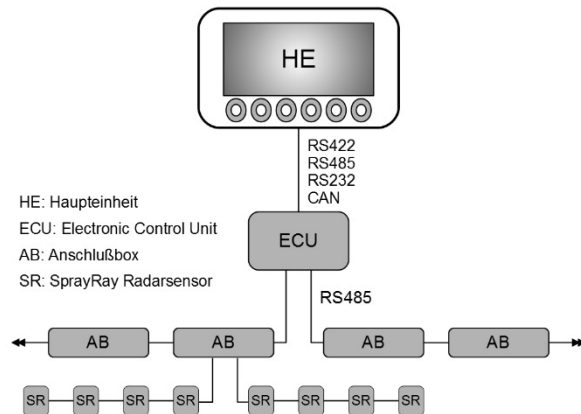 HE
RS422
RS485
RS232
CAN
HE: Haupteinheit
ECU: Electronic Control Unit
AB: Anschlußbox
SR: SprayRay Radarsensor
ECU
RS485
AB AB AB AB
SR SR SR SR SR SR SR SR